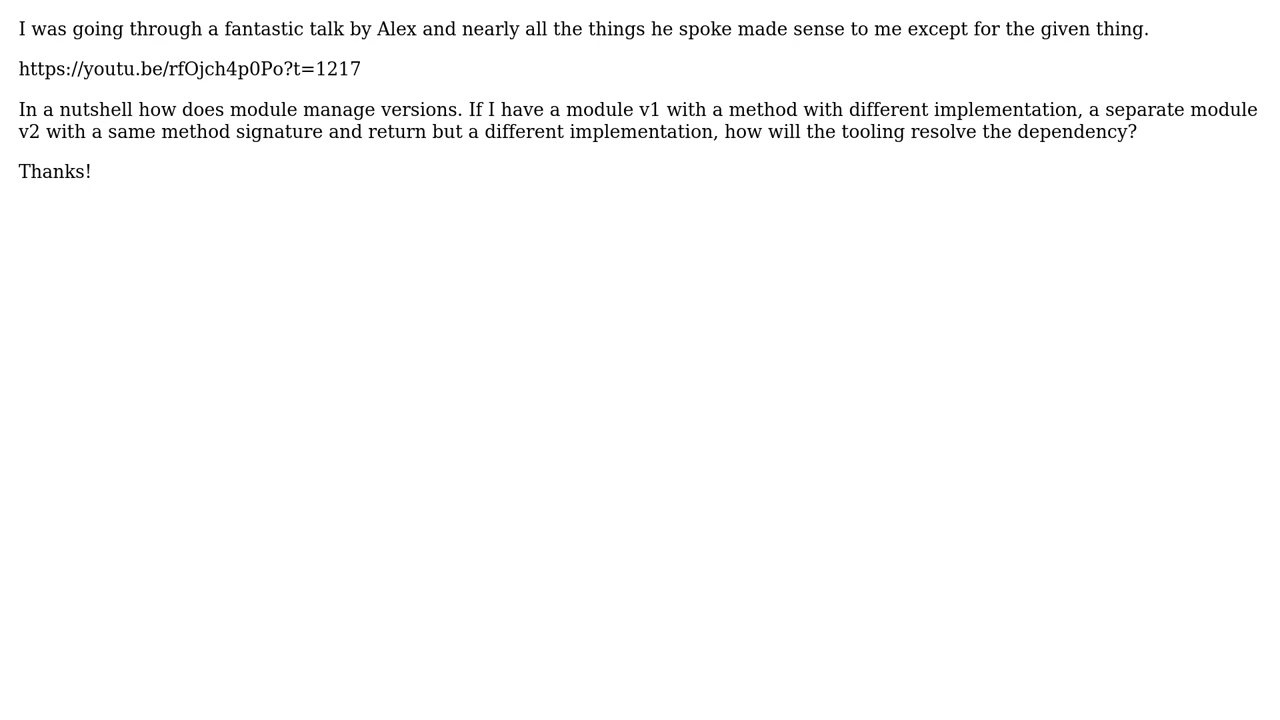 I was going through a fantastic talk by Alex and nearly all the things he spoke made sense to me except for the given thing.
https://youtu.be/rfOjch4p0Po?t=1217
In a nutshell how does module manage versions. If I have a module v1 with a method with different implementation, a separate module
v2 with a same method signature and return but a different implementation, how will the tooling resolve the dependency?
Thanks!